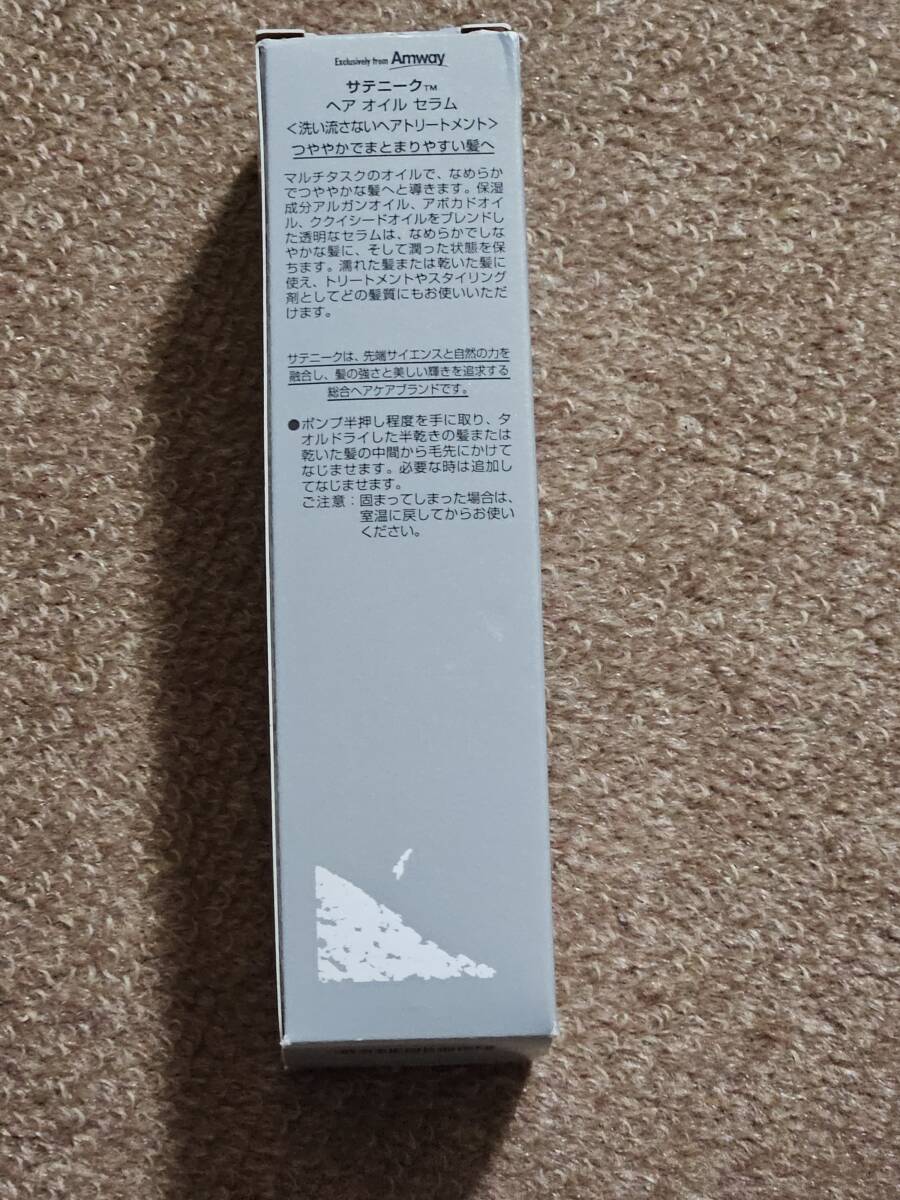 Exclusively from Amway
サテニーク™
ヘア オイル セラム
<洗い流さないヘアトリートメント>
つややかでまとまりやすい髪へ
マルチタスクのオイルで、なめらか
でつややかな髪へと導きます。保湿
成分アルガンオイル、アボカドオイ
ル、ククイシードオイルをブレンドし
た透明なセラムは、なめらかでしな
やかな髪に、そして潤った状態を保
ちます。濡れた髪または乾いた髪に
使え、トリートメントやスタイリング
剤としてどの髪質にもお使いいただ
けます。
サテニークは、先端サイエンスと自然の力を
融合し、髪の強さと美しい輝きを追求する
総合ヘアケアブランドです。
●ポンプ半押し程度を手に取り、タ
オルドライした半乾きの髪または
乾いた髪の中間から毛先にかけて
なじませます。必要な時は追加し
てなじませます。
ご注意：固まってしまった場合は、
室温に戻してからお使い
ください。